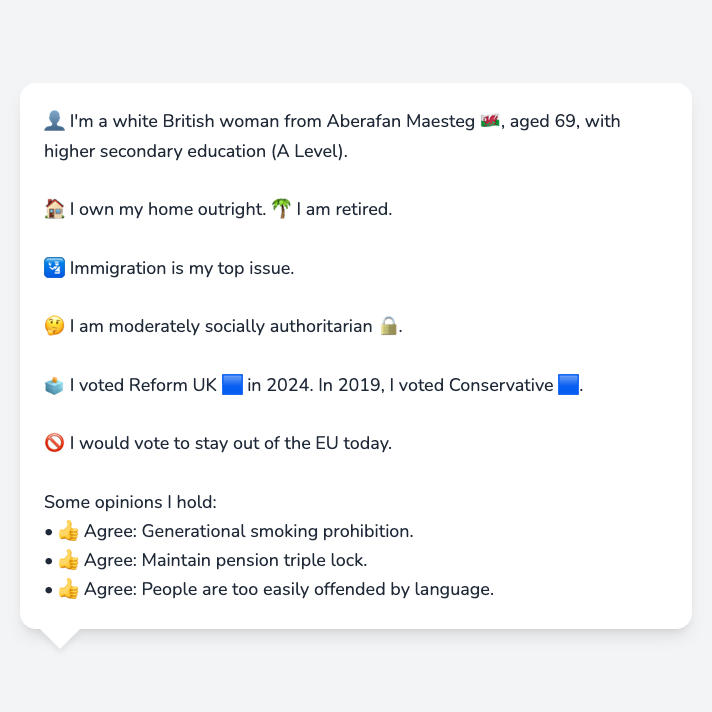 👤 I'm a white British woman from Aberafan Maesteg 🏴󠁧󠁢󠁷󠁬󠁳󠁿, aged 69, with
higher secondary education (A Level).
🏠 I own my home outright. 🌴 I am retired.
🛂 Immigration is my top issue.
🤔 I am moderately socially authoritarian 🔒.
🗳️ I voted Reform UK 🟦 in 2024. In 2019, I voted Conservative 🟦.
🚫 I would vote to stay out of the EU today.
Some opinions I hold:
• 👍 Agree: Generational smoking prohibition.
• 👍 Agree: Maintain pension triple lock.
• 👍 Agree: People are too easily offended by language.